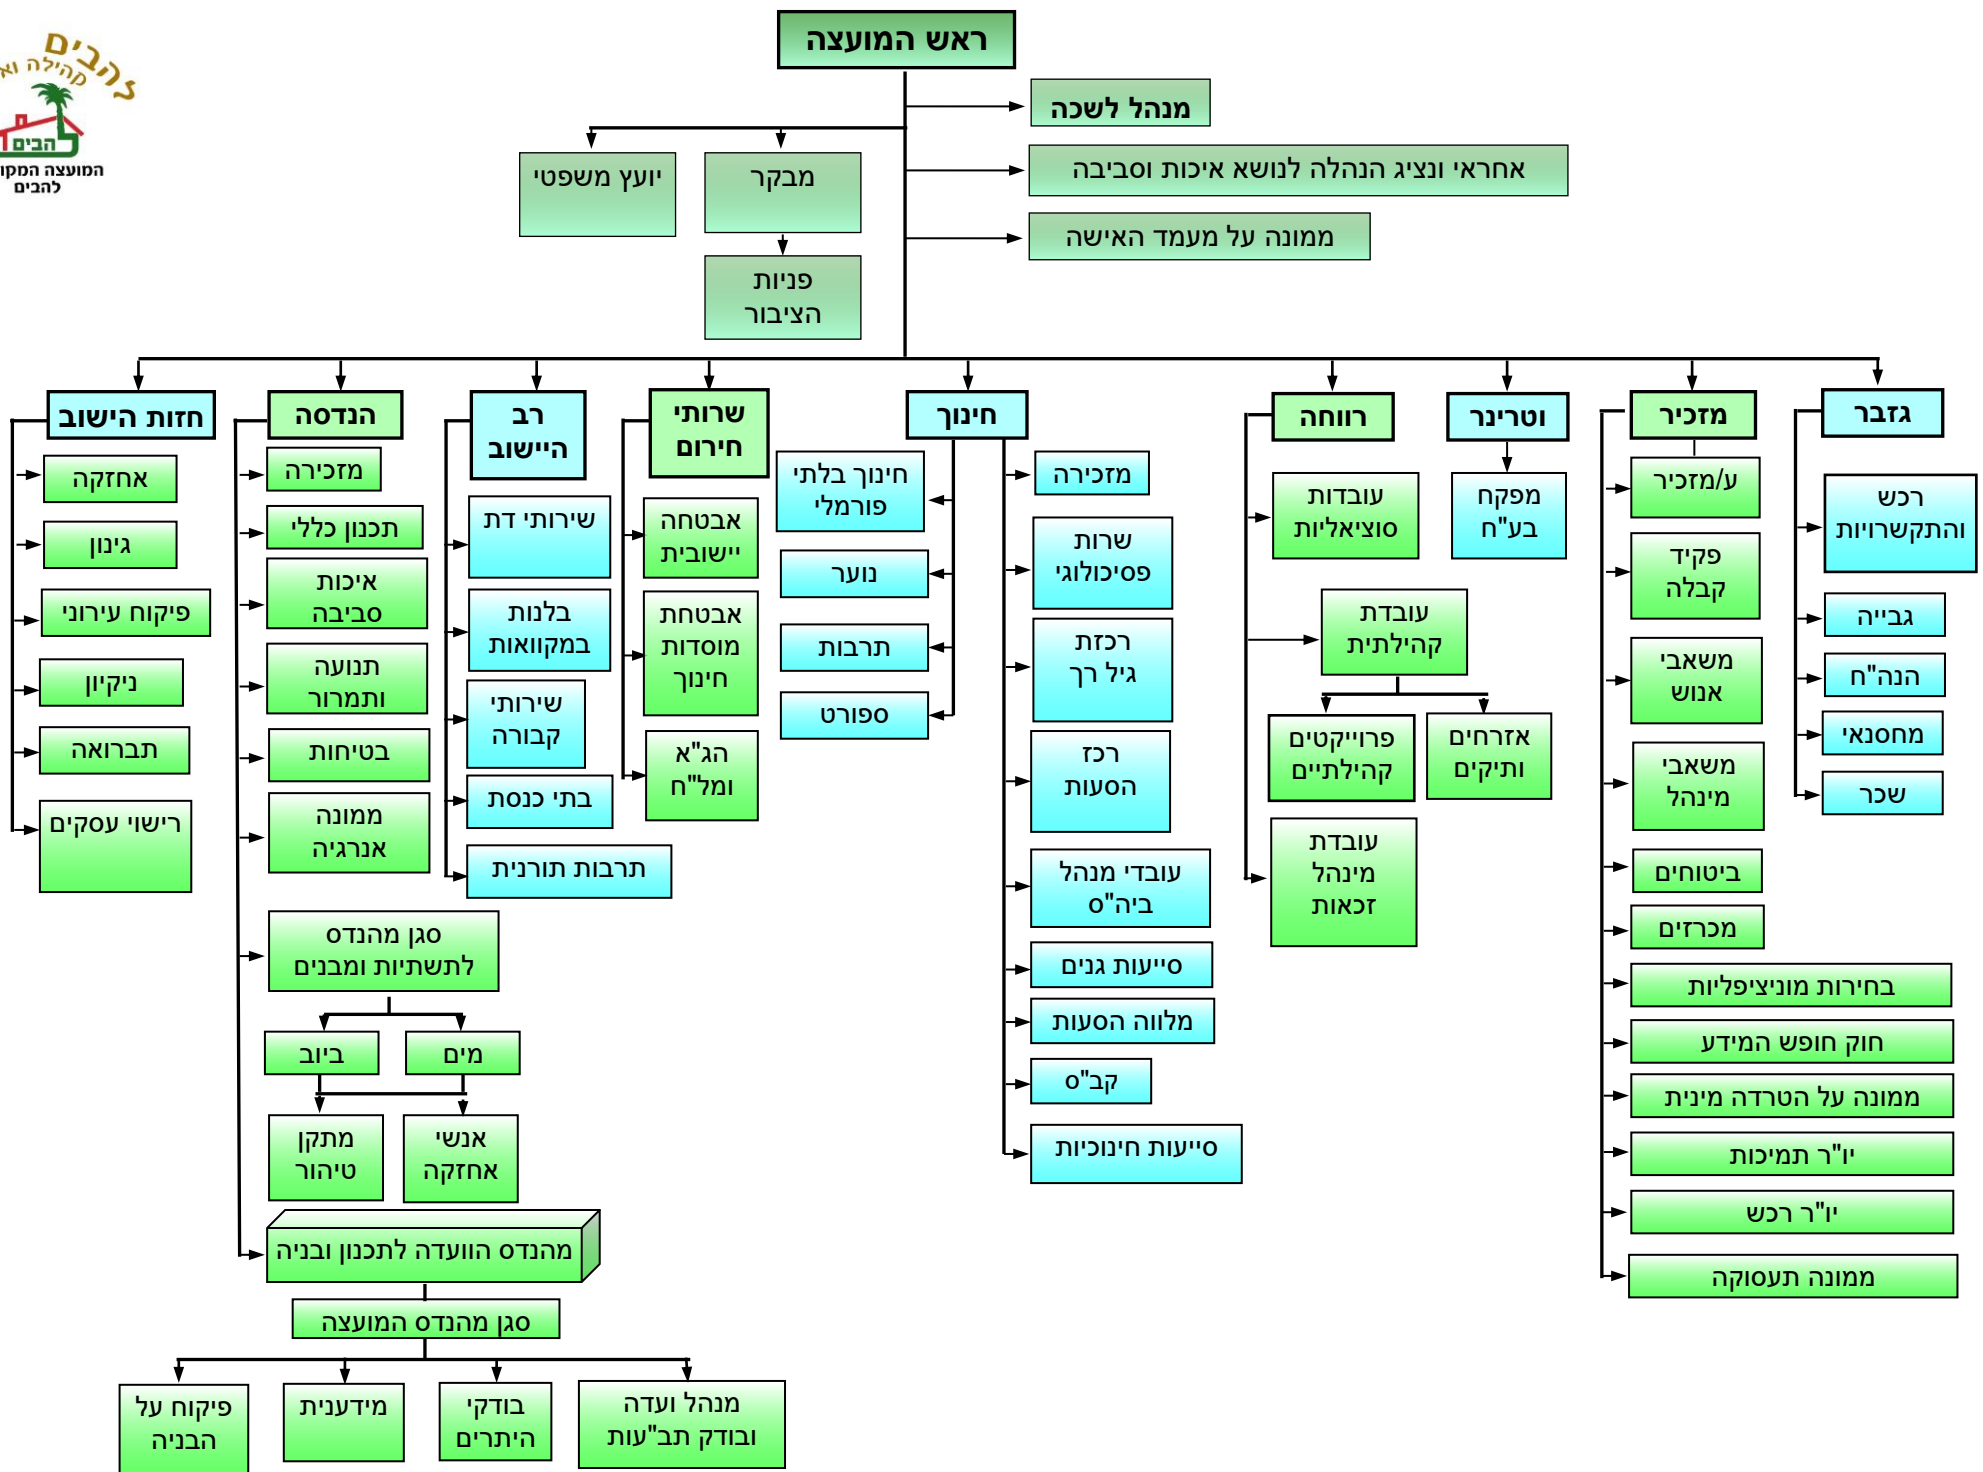 להבים
קהילה
הבים
המועצה המקו
להבים
ראש המועצה
מנהל לשכה
אחראי ונציג הנהלה לנושא איכות וסביבה
ממונה על מעמד האישה
מבקר
יועץ משפטי
פניות
הציבור
גזבר
רכש
והתקשרויות
גבייה
הנה"ח
מחסנאי
שכר
מזכיר
ע/מזכיר
פקיד
קבלה
משאבי
אנוש
משאבי
מינהל
ביטוחים
מכרזים
בחירות מוניציפליות
חוק חופש המידע
ממונה על הטרדה מינית
יו"ר תמיכות
יו"ר רכש
ממונה תעסוקה
וטרינר
מפקח
בע"ח
רווחה
עובדות
סוציאליות
עובדת
קהילתית
אזרחים
ותיקים
פרוייקטים
קהילתיים
עובדת
מינהל
זכאות
חינוך
מזכירה
שרות
פסיכולוגי
רכזת
גיל רך
רכז
הסעות
עובדי מנהל
ביה"ס
סייעות גנים
מלווה הסעות
קב"ס
סייעות חינוכיות
חינוך בלתי
פורמלי
נוער
תרבות
ספורט
שרותי
חירום
אבטחה
יישובית
אבטחת
מוסדות
חינוך
הג"א
ומל"ח
רב
היישוב
שירותי דת
בלנות
במקוואות
שירותי
קבורה
בתי כנסת
תרבות תורנית
הנדסה
מזכירה
תכנון כללי
איכות
סביבה
תנועה
ותמרור
בטיחות
ממונה
אנרגיה
סגן מהנדס
לתשתיות ומבנים
מים
ביוב
אנשי
אחזקה
מתקן
טיהור
מהנדס הוועדה לתכנון ובניה
סגן מהנדס המועצה
מנהל ועדה
ובודק תב"עות
בודקי
היתרים
מידענית
פיקוח על
הבניה
חזות הישוב
אחזקה
גינון
פיקוח עירוני
ניקיון
תברואה
רישוי עסקים